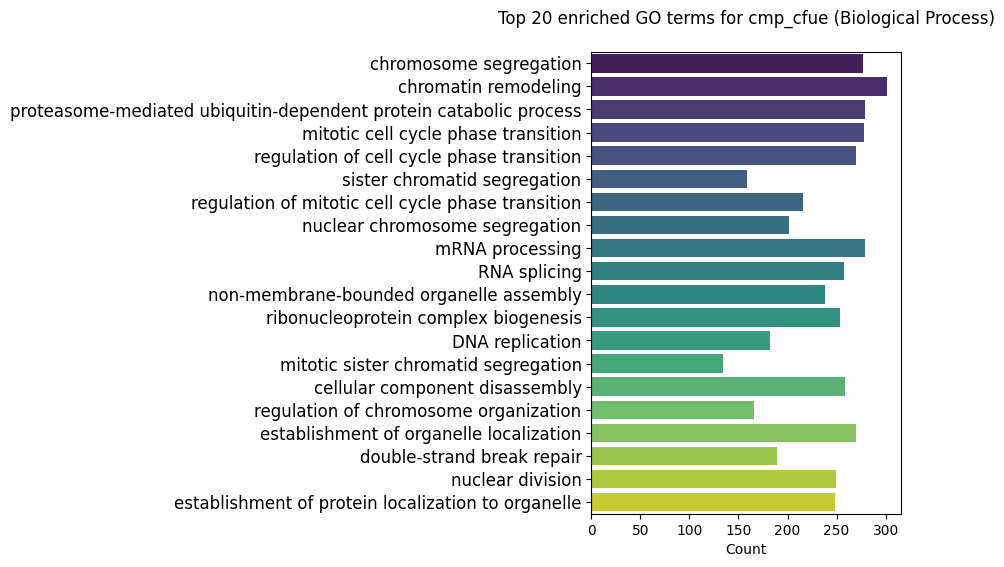 Top 20 enriched GO terms for cmp_cfue (Biological Process)
chromosome segregation
chromatin remodeling
proteasome-mediated ubiquitin-dependent protein catabolic process
mitotic cell cycle phase transition
regulation of cell cycle phase transition
sister chromatid segregation
regulation of mitotic cell cycle phase transition
nuclear chromosome segregation
mRNA processing
RNA splicing
non-membrane-bounded organelle assembly
ribonucleoprotein complex biogenesis
DNA replication
mitotic sister chromatid segregation
cellular component disassembly
regulation of chromosome organization
establishment of organelle localization
double-strand break repair
nuclear division
establishment of protein localization to organelle
0 50 100 150 200 250 300
Count